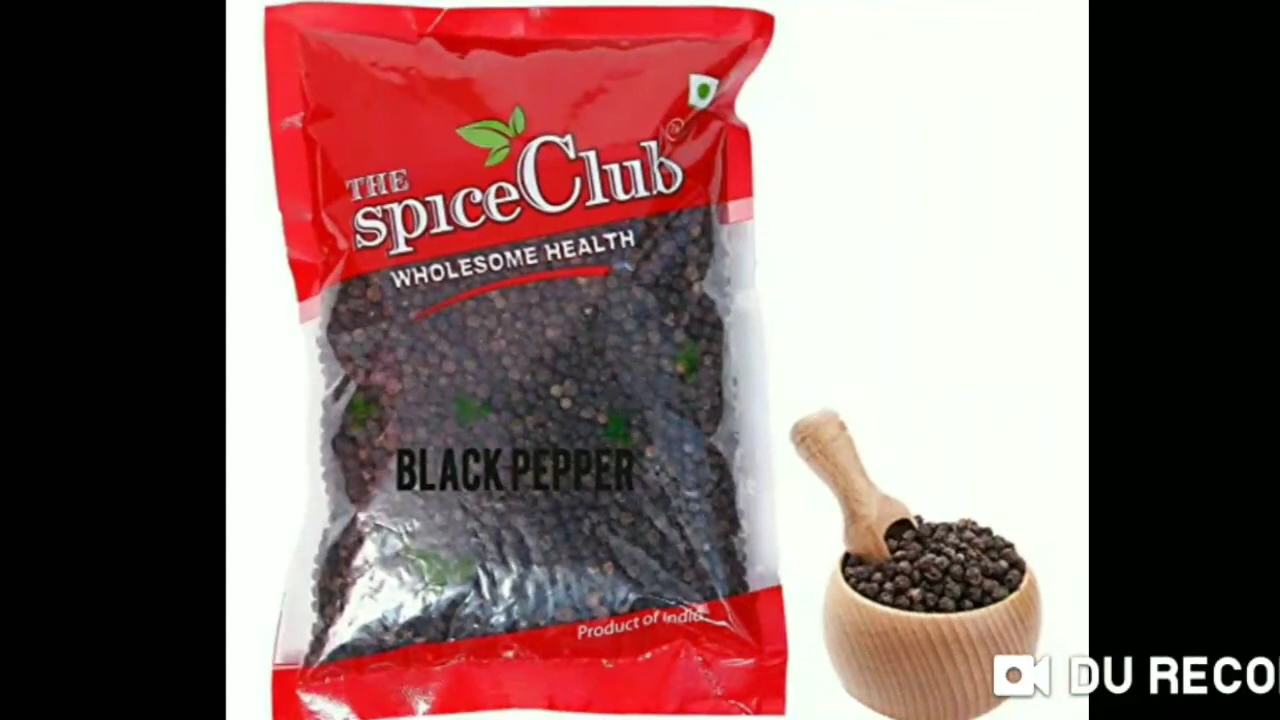 THE
spiceClub
WHOLESOME HEALTH
BLACK PEPPER
Product of India
DU RECO